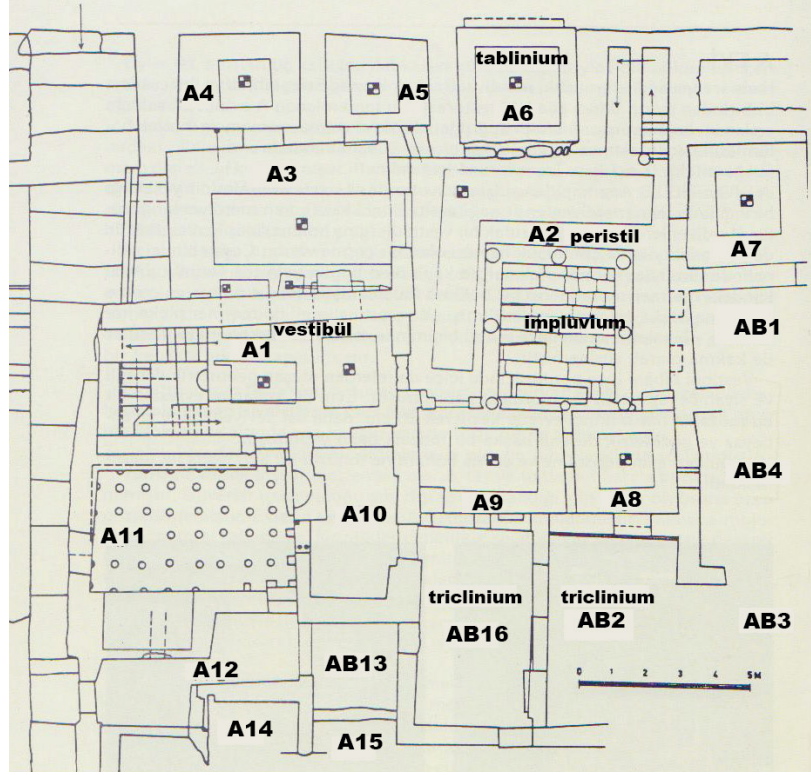 tablinium
A4
A5
A6
A3
A2 peristil
A7
vestibül
impluvium
AB1
A1
AB4
A9
A8
A10
A11
triclinium
AB16
triclinium
AB2
AB3
A12
AB13
0 1 2 3 4 5 M
A14
A15